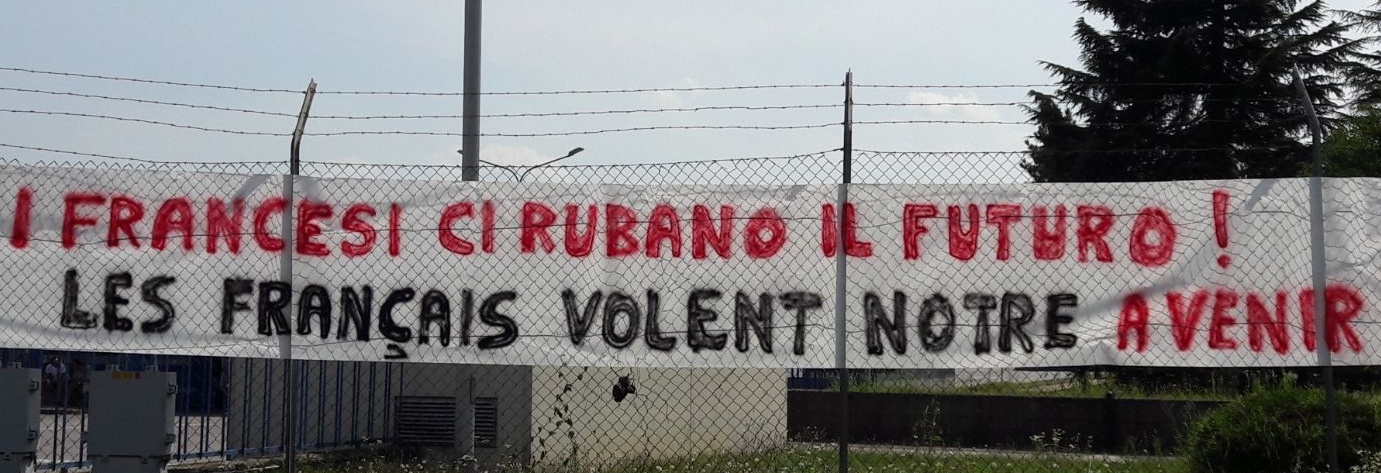 I FRANCESI CI RUBANO IL FUTURO !
LES FRANÇAIS VOLENT NOTRE AVENIR